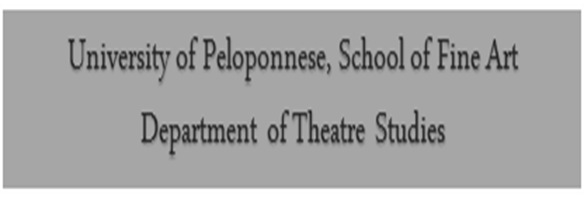 University of Peloponnese, School of Fine Art
Department of Theatre Studies